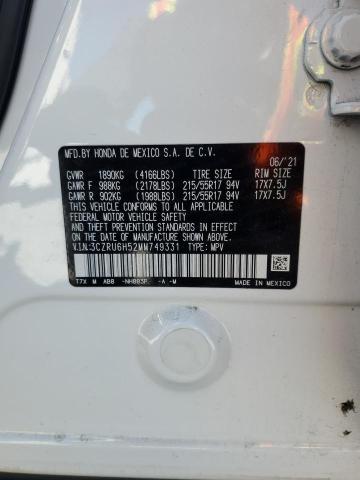 MFD.BY HONDA DE MEXICO S.A. DE C.V. 06/'21
GVWR 1890KG (4166LBS) TIRE SIZE RIM SIZE
GAWR F 988KG (2178LBS) 215/55R17 94V 17X7.5J
GAWR R 902KG (1988LBS) 215/55R17 94V 17X7.5J
THIS VEHICLE CONFORMS TO ALL APPLICABLE
FEDERAL MOTOR VEHICLE SAFETY AND THEFT
PREVENTION STANDARDS IN EFFECT ON THE DATE
OF MANUFACTURE SHOWN ABOVE.
V.I.N:3CZRU6H52MM749331 TYPE: MPV
T7X M ABB -NH883P -A -M MADE IN MEXICO